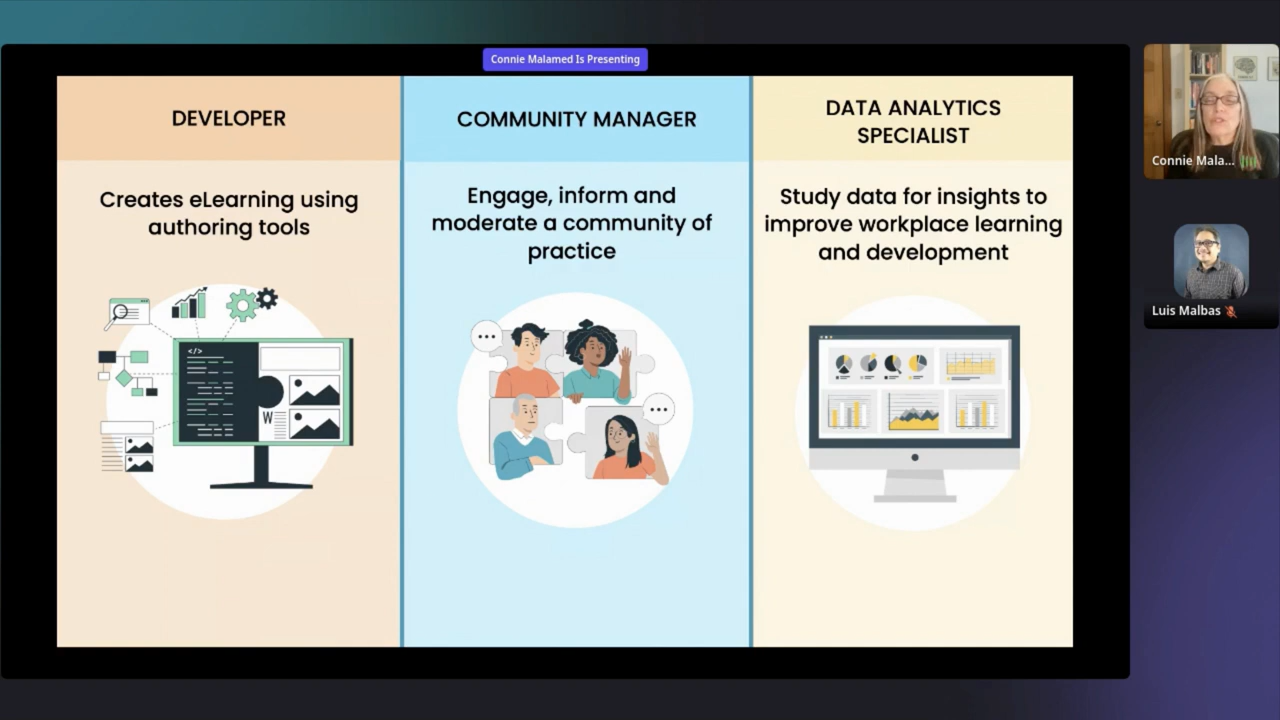 Connie Malamed Is Presenting
DEVELOPER
Creates eLearning using
authoring tools
</>
W
COMMUNITY MANAGER
Engage, inform and
moderate a community of
practice
DATA ANALYTICS
SPECIALIST
Study data for insights to
improve workplace learning
and development
Connie Mala...
Luis Malbas